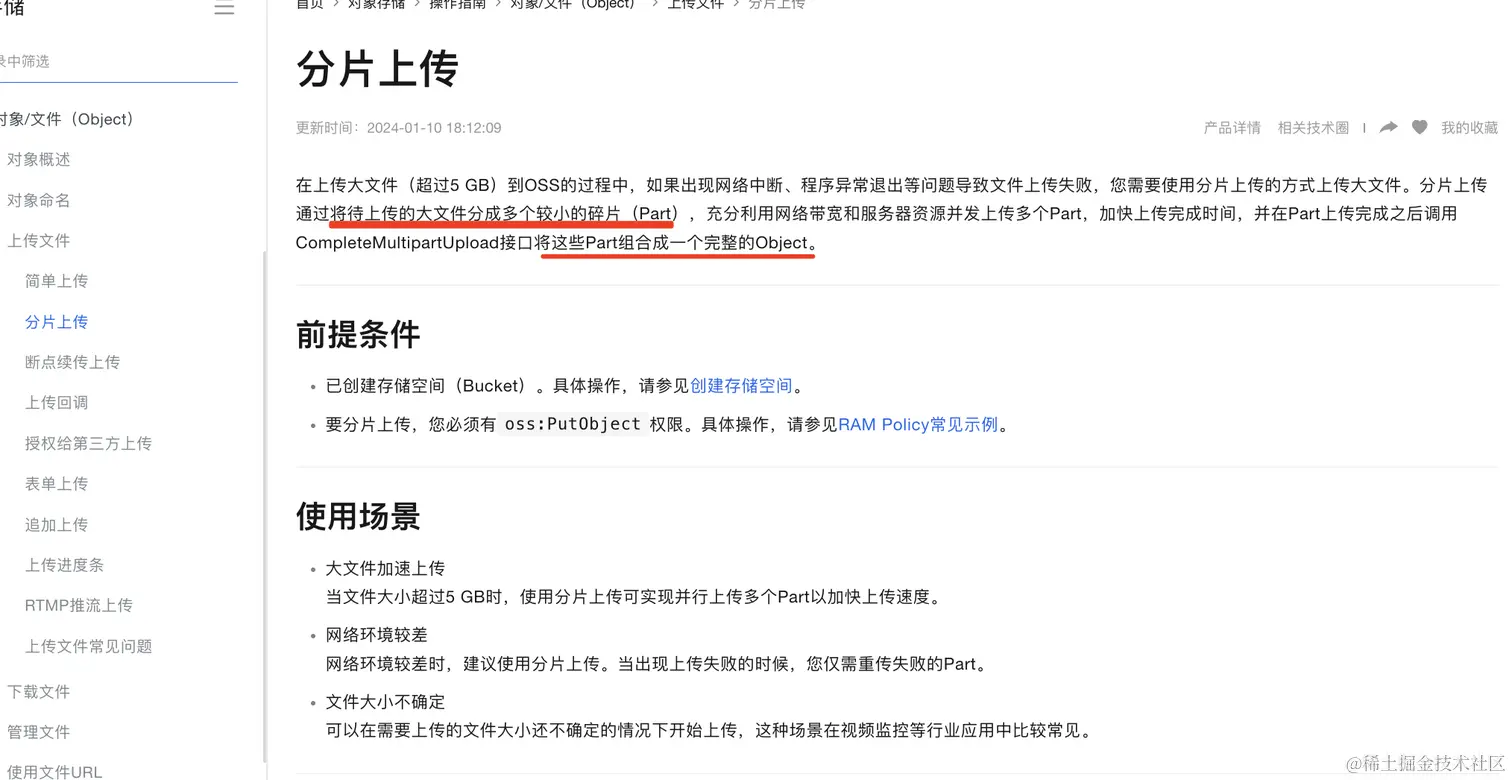 储
首页 > 对象存储 > 操作指南 > 对象/文件（Object） > 上传文件 > 分片上传
录中筛选
分片上传
对象/文件（Object）
更新时间：2024-01-10 18:12:09
产品详情 相关技术圈 我的收藏
对象概述
对象命名
上传文件
简单上传
分片上传
断点续传上传
上传回调
授权给第三方上传
表单上传
追加上传
上传进度条
RTMP推流上传
上传文件常见问题
下载文件
管理文件
使用文件URL
在上传大文件（超过5 GB）到OSS的过程中，如果出现网络中断、程序异常退出等问题导致文件上传失败，您需要使用分片上传的方式上传大文件。分片上传
通过将待上传的大文件分成多个较小的碎片（Part），充分利用网络带宽和服务器资源并发上传多个Part，加快上传完成时间，并在Part上传完成之后调用
CompleteMultipartUpload接口将这些Part组合成一个完整的Object。
前提条件
• 已创建存储空间（Bucket）。具体操作，请参见创建存储空间。
• 要分片上传，您必须有 oss:PutObject 权限。具体操作，请参见RAM Policy常见示例。
使用场景
• 大文件加速上传
当文件大小超过5 GB时，使用分片上传可实现并行上传多个Part以加快上传速度。
• 网络环境较差
网络环境较差时，建议使用分片上传。当出现上传失败的时候，您仅需重传失败的Part。
• 文件大小不确定
可以在需要上传的文件大小还不确定的情况下开始上传，这种场景在视频监控等行业应用中比较常见。
@稀土掘金技术社区